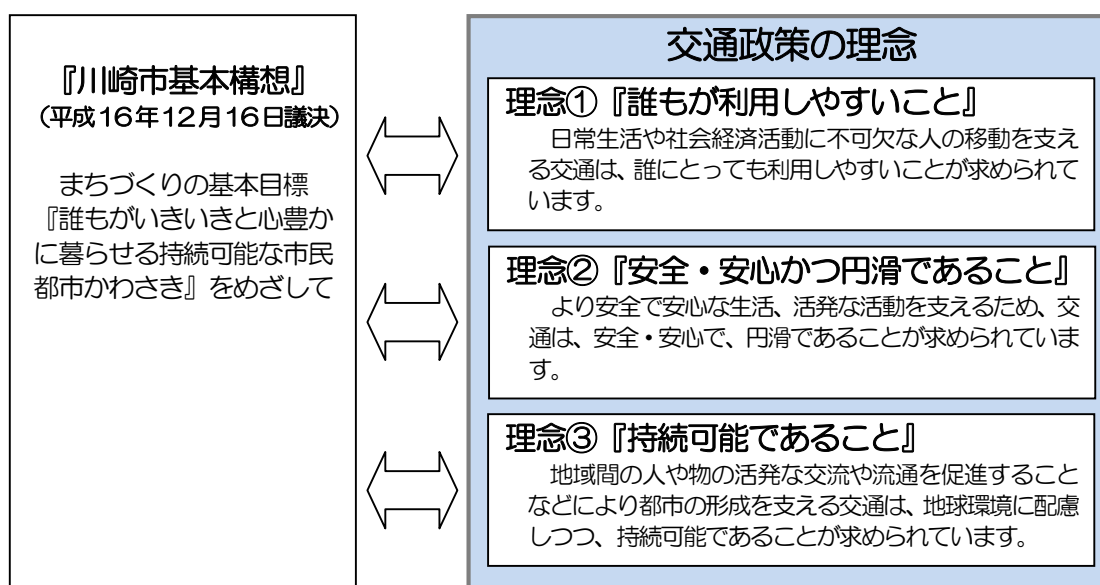 『川崎市基本構想』
（平成16年12月16日議決）
まちづくりの基本目標
『誰もがいきいきと心豊か
に暮らせる持続可能な市民
都市かわさき』をめざして
交通政策の理念
理念①『誰もが利用しやすいこと』
日常生活や社会経済活動に不可欠な人の移動を支え
る交通は、誰にとっても利用しやすいことが求められて
います。
理念②『安全・安心かつ円滑であること』
より安全で安心な生活、活発な活動を支えるため、交
通は、安全・安心で、円滑であることが求められていま
す。
理念③『持続可能であること』
地域間の人や物の活発な交流や流通を促進すること
などにより都市の形成を支える交通は、地球環境に配慮
しつつ、持続可能であることが求められています。